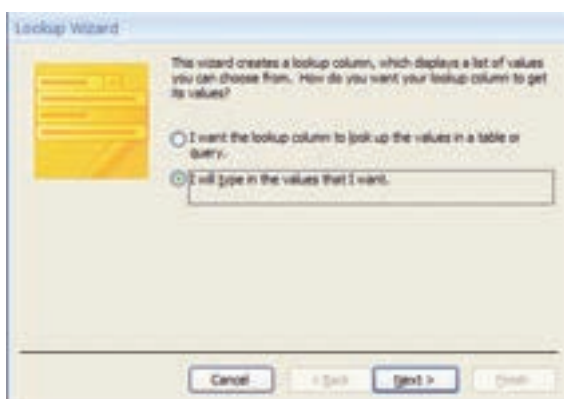 Lookup Wizard
This wizard creates a lookup column, which displays a list of values
you can choose from. How do you want your lookup column to get
its values?
I want the lookup column to look up the values in a table or
query.
I will type in the values that I want.
Cancel < Back Next > Finish